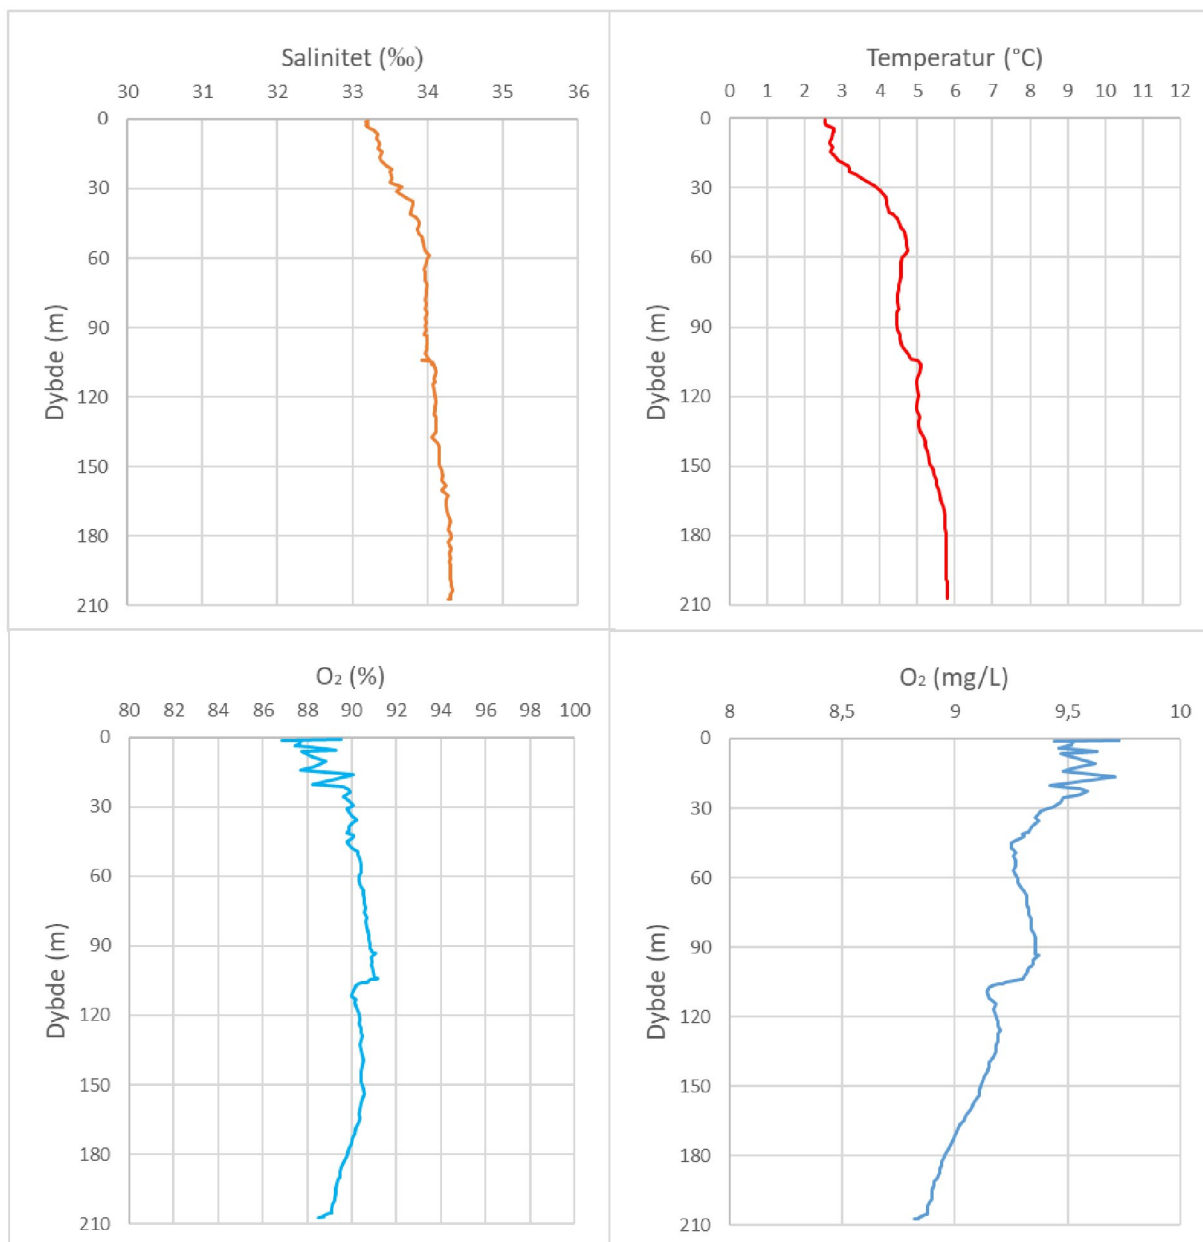 Salinitet (‰)
30 31 32 33 34 35 36
0
30
60
90
120
150
180
210
Dybde (m)
Temperatur (°C)
0 1 2 3 4 5 6 7 8 9 10 11 12
0
30
60
90
120
150
180
210
Dybde (m)
O₂ (%)
80 82 84 86 88 90 92 94 96 98 100
0
30
60
90
120
150
180
210
Dybde (m)
O₂ (mg/L)
8 8,5 9 9,5 10
0
30
60
90
120
150
180
210
Dybde (m)